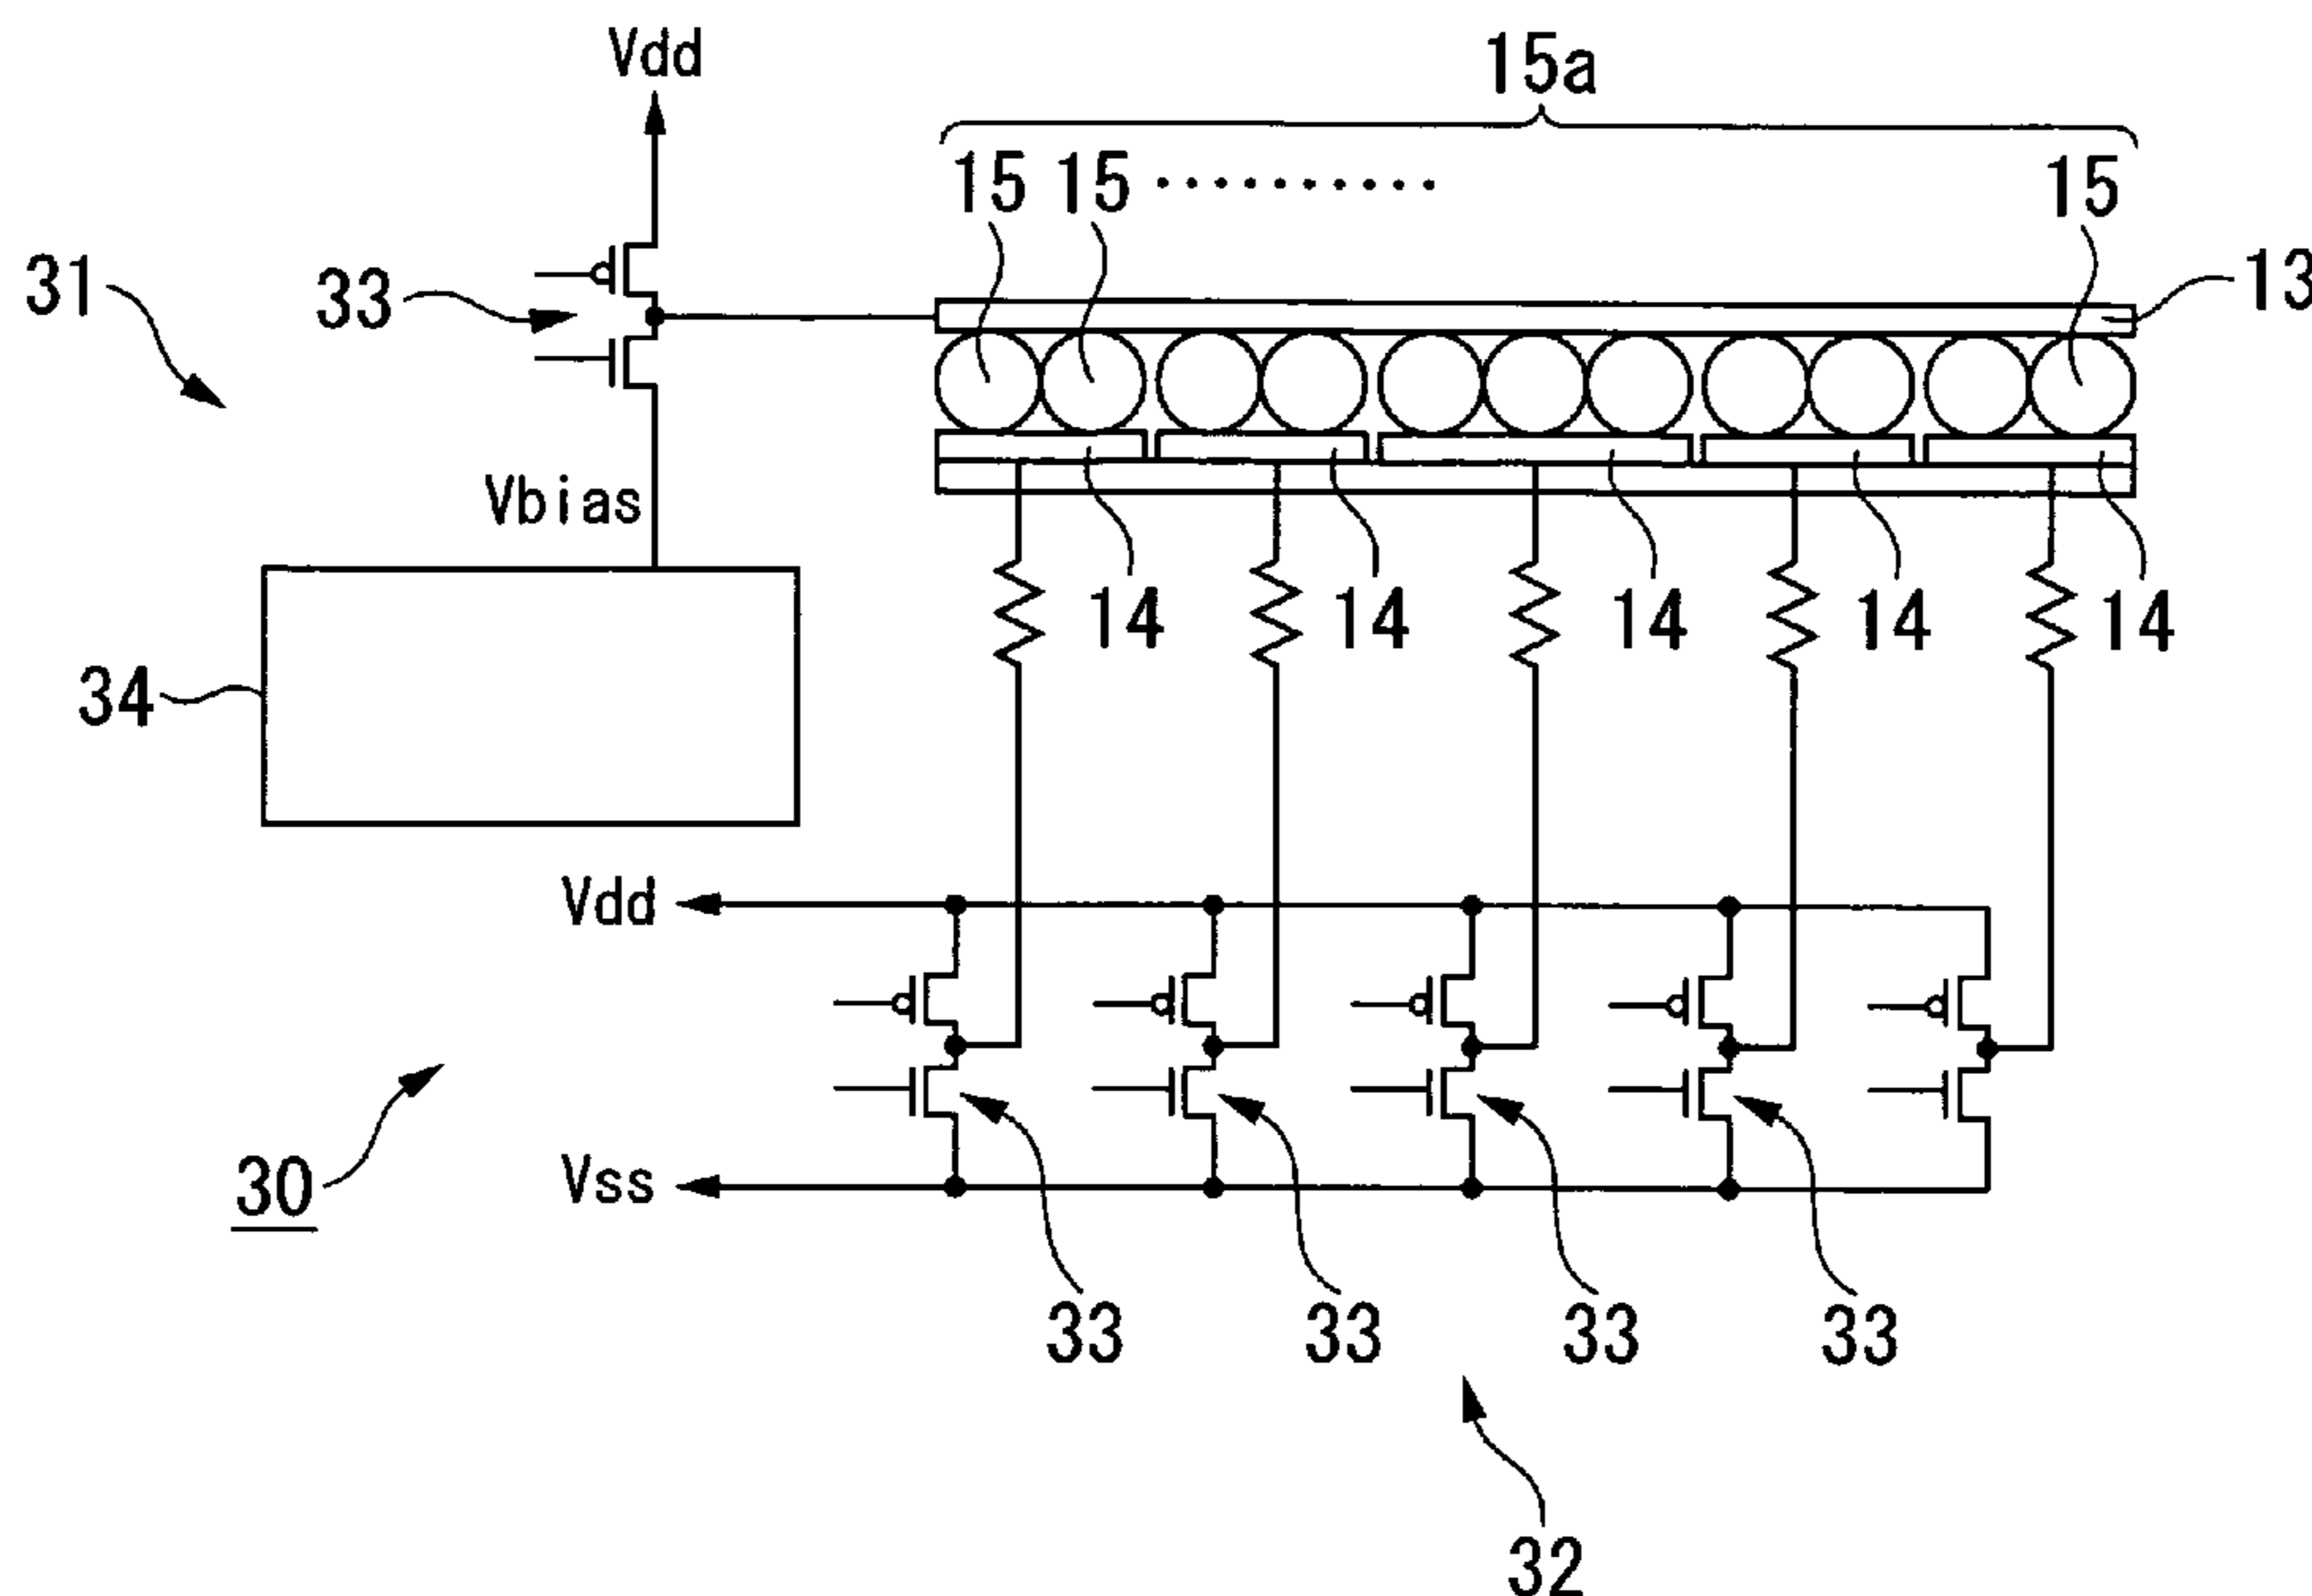 Vdd
15a
15 15 ........... 15
31
33
13
Vbias
14 14 14 14 14
34
Vdd
30
Vss
33 33 33 33
32